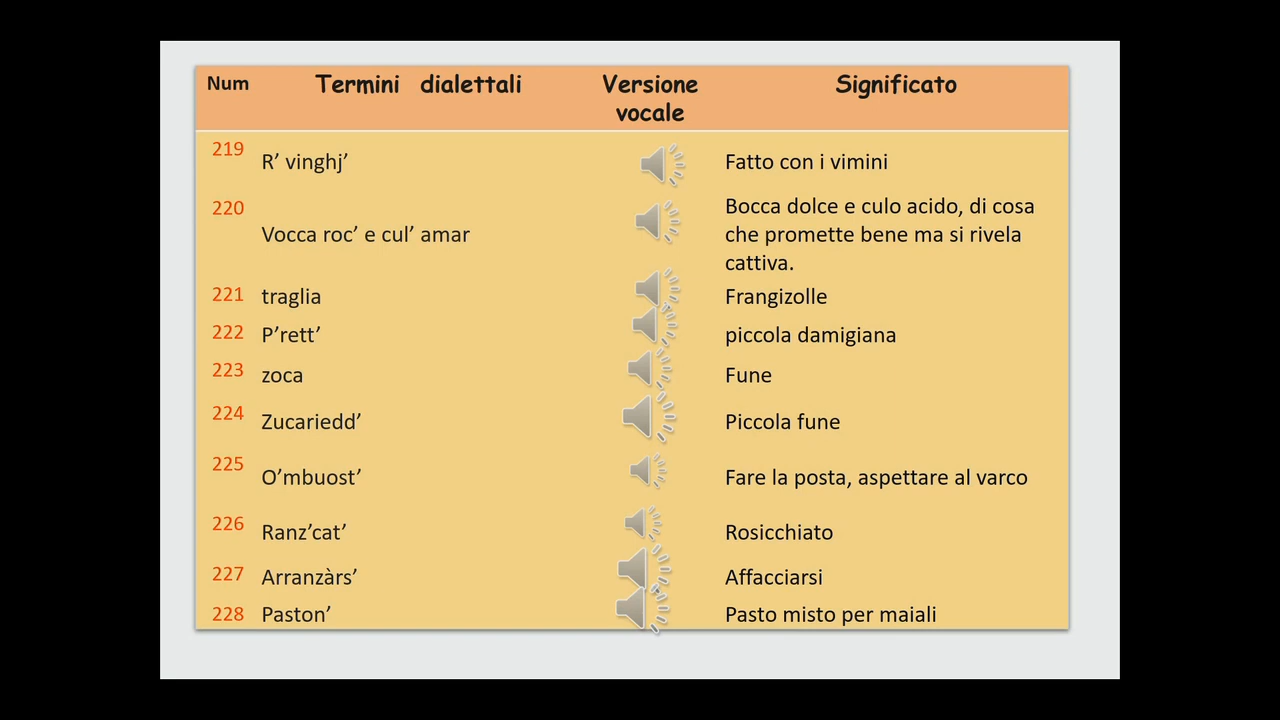 Num Termini dialettali Versione vocale Significato
219 R’ vinghj’ Fatto con i vimini
220 Vocca roc’ e cul’ amar Bocca dolce e culo acido, di cosa
che promette bene ma si rivela
cattiva.
221 traglia Frangizolle
222 P’rett’ piccola damigiana
223 zoca Fune
224 Zucariedd’ Piccola fune
225 O’mbuost’ Fare la posta, aspettare al varco
226 Ranz’cat’ Rosicchiato
227 Arranzàrs’ Affacciarsi
228 Paston’ Pasto misto per maiali